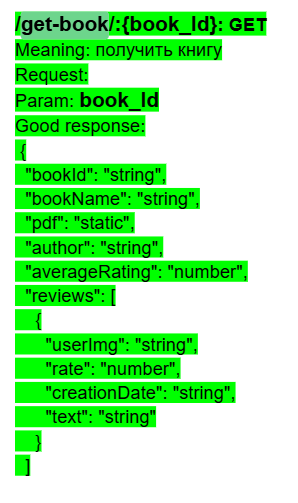 /get-book/:{book_Id}: GET
Meaning: получить книгу
Request:
Param: book_Id
Good response:
{
"bookId": "string",
"bookName": "string",
"pdf": "static",
"author": "string",
"averageRating": "number",
"reviews": [
{
"userImg": "string",
"rate": "number",
"creationDate": "string",
"text": "string"
}
]